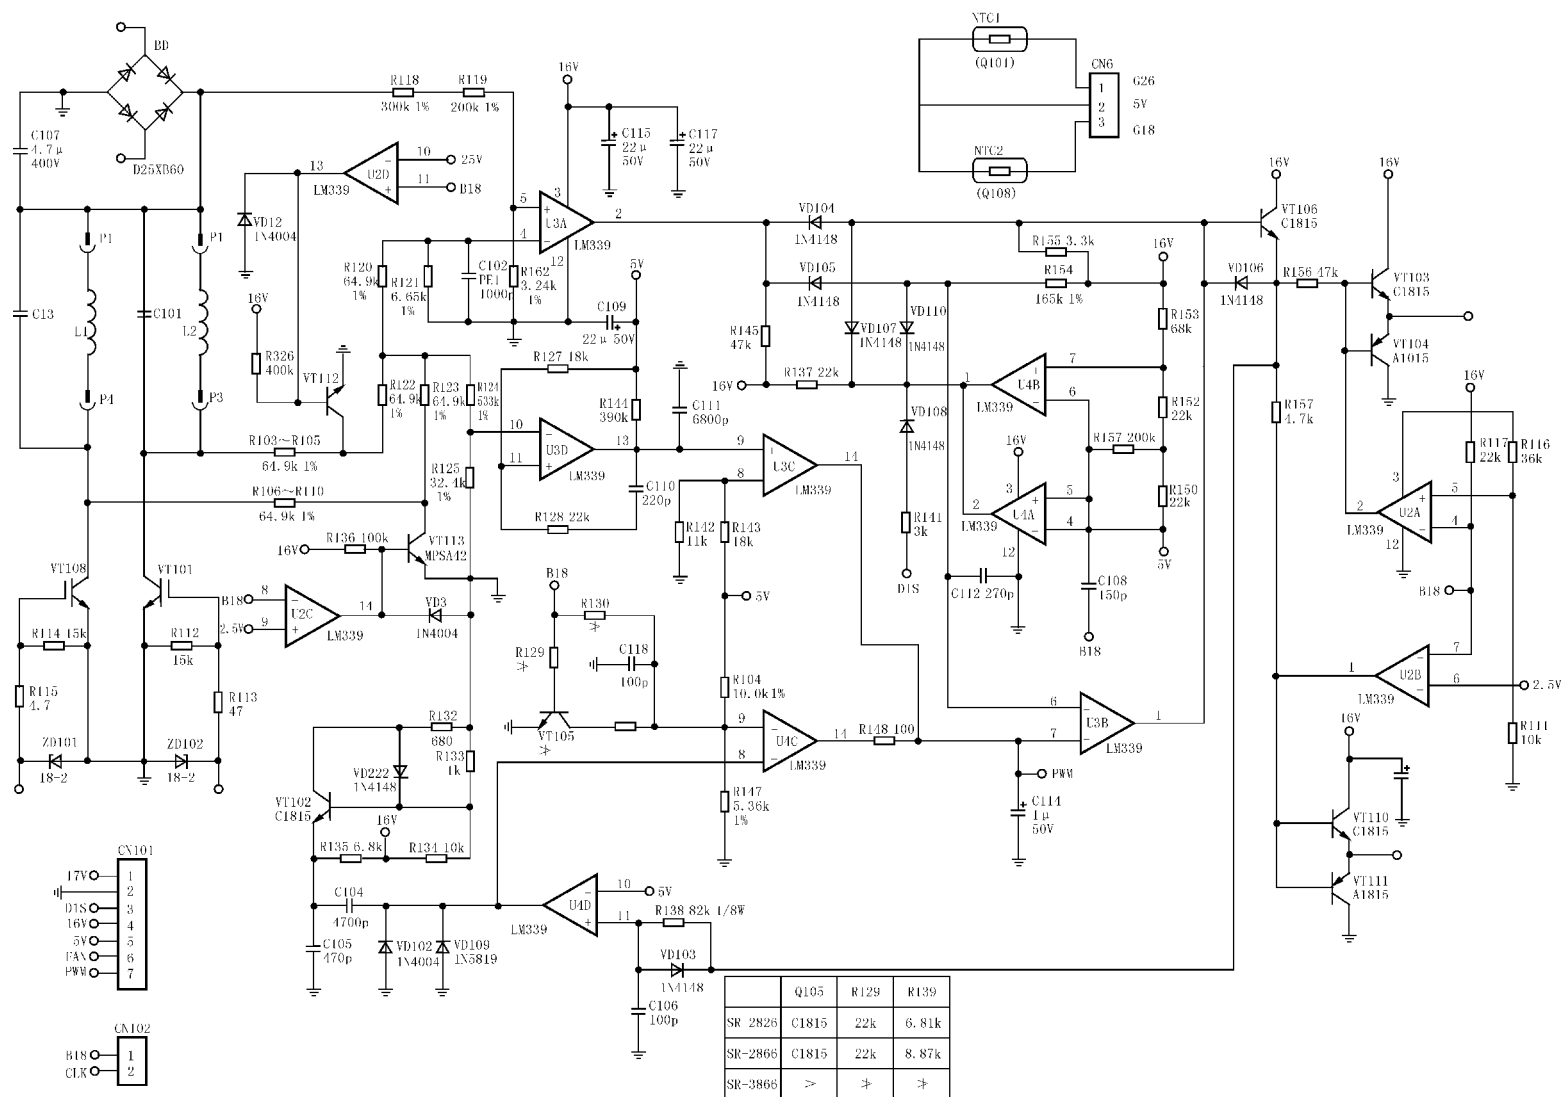 BD
D25XB60
C107
4.7μ
400V
R118
300k 1%
R119
200k 1%
16V
C115
22μ
50V
C117
22μ
50V
NTC1
(Q101)
NTC2
(Q108)
CN6
1
2
3
G26
5V
G18
13
U2D
LM339
10
25V
11
B18
VD12
1N4004
5
3
U3A
4
12
2
LM339
P1
P1
C13
L1
C101
L2
P4
P3
16V
R326
400k
VT112
R120
64.9k
1%
R121
6.65k
1%
C102
PE1
1000p
R162
3.24k
1%
C109
22μ 50V
5V
R127 18k
R122
64.9k
1%
R123
64.9k
1%
R124
533k
1%
R144
390k
C111
6800p
10
11
U3D
13
LM339
R128 22k
C110
220p
R125
32.4k
1%
R103~R105
64.9k 1%
R106~R110
64.9k 1%
R136 100k
16V
VT113
MPSA42
VT108
VT101
B18
8
2.5V
9
U2C
14
LM339
VD3
1N4004
R114 15k
R112
15k
R115
4.7
R113
47
ZD101
18-2
ZD102
18-2
VD104
1N4148
VD105
1N4148
R145
47k
16V
R137 22k
VD107
1N4148
VD110
1N4148
VD108
1N4148
R155 3.3k
R154
165k 1%
16V
R153
68k
1
U4B
7
6
LM339
R152
22k
R157 200k
16V
3
U4A
5
4
2
12
LM339
R150
22k
5V
R141
3k
D1S
C112 270p
C108
150p
B18
9
8
U3C
14
LM339
R142
11k
R143
18k
5V
B18
R130
R129
C118
100p
VT105
R104
10.0k1%
9
8
U4C
14
LM339
R148 100
6
7
U3B
1
LM339
PWM
C114
1μ
50V
R147
5.36k
1%
R132
680
R133
1k
VD222
1N4148
VT102
C1815
16V
R135 6.8k
R134 10k
C104
4700p
C105
470p
VD102
1N4004
VD109
1N5819
U4D
10
5V
11
LM339
R138 82k 1/8W
VD103
1N4148
C106
100p
16V
VT106
C1815
16V
VD106
1N4148
R156 47k
VT103
C1815
VT104
A1015
R157
4.7k
16V
R117
22k
R116
36k
3
U2A
5
4
2
12
LM339
B18
1
U2B
7
6
LM339
2.5V
R111
10k
16V
VT110
C1815
VT111
A1815
CN101
17V 1
2
D1S 3
16V 4
5V 5
FAN 6
PWM 7
CN102
B18 1
CLK 2
Q105 R129 R139
SR 2826 C1815 22k 6.81k
SR-2866 C1815 22k 8.87k
SR-3866